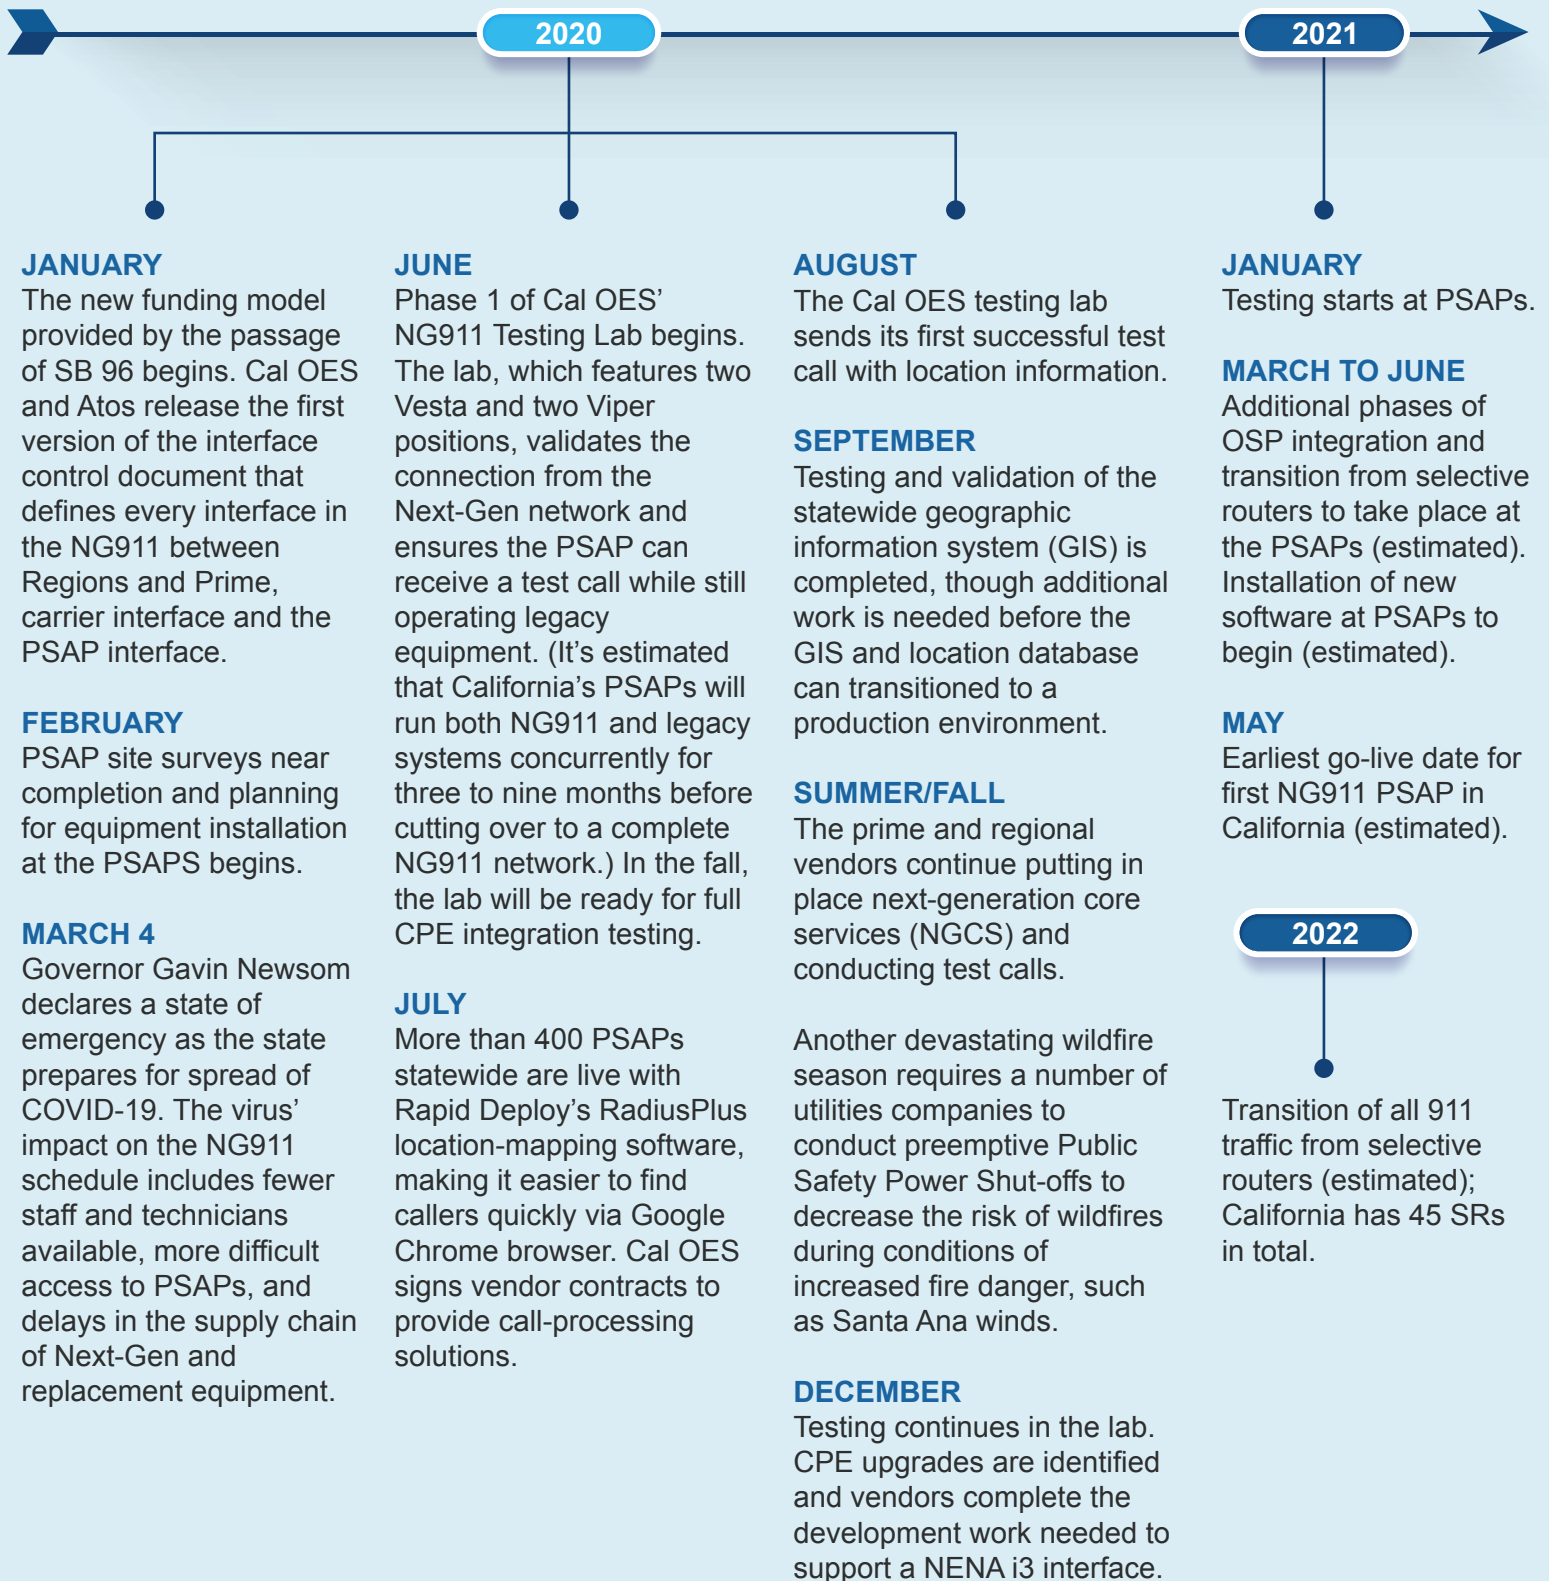 2020
JANUARY
The new funding model
provided by the passage
of SB 96 begins. Cal OES
and Atos release the first
version of the interface
control document that
defines every interface in
the NG911 between
Regions and Prime,
carrier interface and the
PSAP interface.
FEBRUARY
PSAP site surveys near
completion and planning
for equipment installation
at the PSAPS begins.
MARCH 4
Governor Gavin Newsom
declares a state of
emergency as the state
prepares for spread of
COVID-19. The virus’
impact on the NG911
schedule includes fewer
staff and technicians
available, more difficult
access to PSAPs, and
delays in the supply chain
of Next-Gen and
replacement equipment.
JUNE
Phase 1 of Cal OES’
NG911 Testing Lab begins.
The lab, which features two
Vesta and two Viper
positions, validates the
connection from the
Next-Gen network and
ensures the PSAP can
receive a test call while still
operating legacy
equipment. (It’s estimated
that California’s PSAPs will
run both NG911 and legacy
systems concurrently for
three to nine months before
cutting over to a complete
NG911 network.) In the fall,
the lab will be ready for full
CPE integration testing.
JULY
More than 400 PSAPs
statewide are live with
Rapid Deploy’s RadiusPlus
location-mapping software,
making it easier to find
callers quickly via Google
Chrome browser. Cal OES
signs vendor contracts to
provide call-processing
solutions.
AUGUST
The Cal OES testing lab
sends its first successful test
call with location information.
SEPTEMBER
Testing and validation of the
statewide geographic
information system (GIS) is
completed, though additional
work is needed before the
GIS and location database
can transitioned to a
production environment.
SUMMER/FALL
The prime and regional
vendors continue putting in
place next-generation core
services (NGCS) and
conducting test calls.
Another devastating wildfire
season requires a number of
utilities companies to
conduct preemptive Public
Safety Power Shut-offs to
decrease the risk of wildfires
during conditions of
increased fire danger, such
as Santa Ana winds.
DECEMBER
Testing continues in the lab.
CPE upgrades are identified
and vendors complete the
development work needed to
support a NENA i3 interface.
2021
JANUARY
Testing starts at PSAPs.
MARCH TO JUNE
Additional phases of
OSP integration and
transition from selective
routers to take place at
the PSAPs (estimated).
Installation of new
software at PSAPs to
begin (estimated).
MAY
Earliest go-live date for
first NG911 PSAP in
California (estimated).
2022
Transition of all 911
traffic from selective
routers (estimated);
California has 45 SRs
in total.